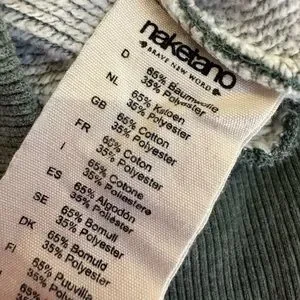 naketano
BRAVE NEW WORLD
D
65% Baumwolle
35% Polyester
NL
65% Katoen
35% Polyester
GB
65% Cotton
35% Polyester
FR
65% Coton
35% Polyester
I
65% Cotone
35% Poliestere
ES
65% Algodón
35% Poliéster
SE
65% Bomull
35% Polyester
DK
65% Bomuld
35% Polyester
FI
65% Puuvilla
35% Polyester